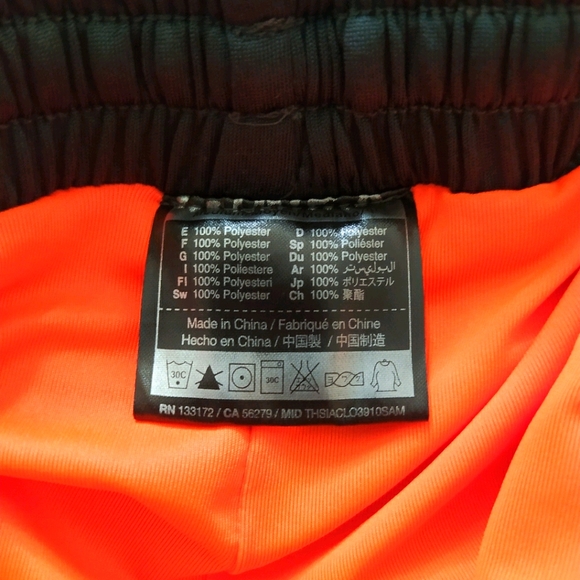 E 100% Polyester D 100% Polyester
F 100% Polyester Sp 100% Poliéster
G 100% Polyester Du 100% Polyester
I 100% Poliestere Ar 100% البوليستر
FI 100% Polyesteri Jp 100% ポリエステル
Sw 100% Polyester Ch 100% 聚酯
Made in China / Fabriqué en Chine
Hecho en China / 中国製 / 中国制造
30C 30C
RN 133172 / CA 56279 / MID THSIACLO3910SAM